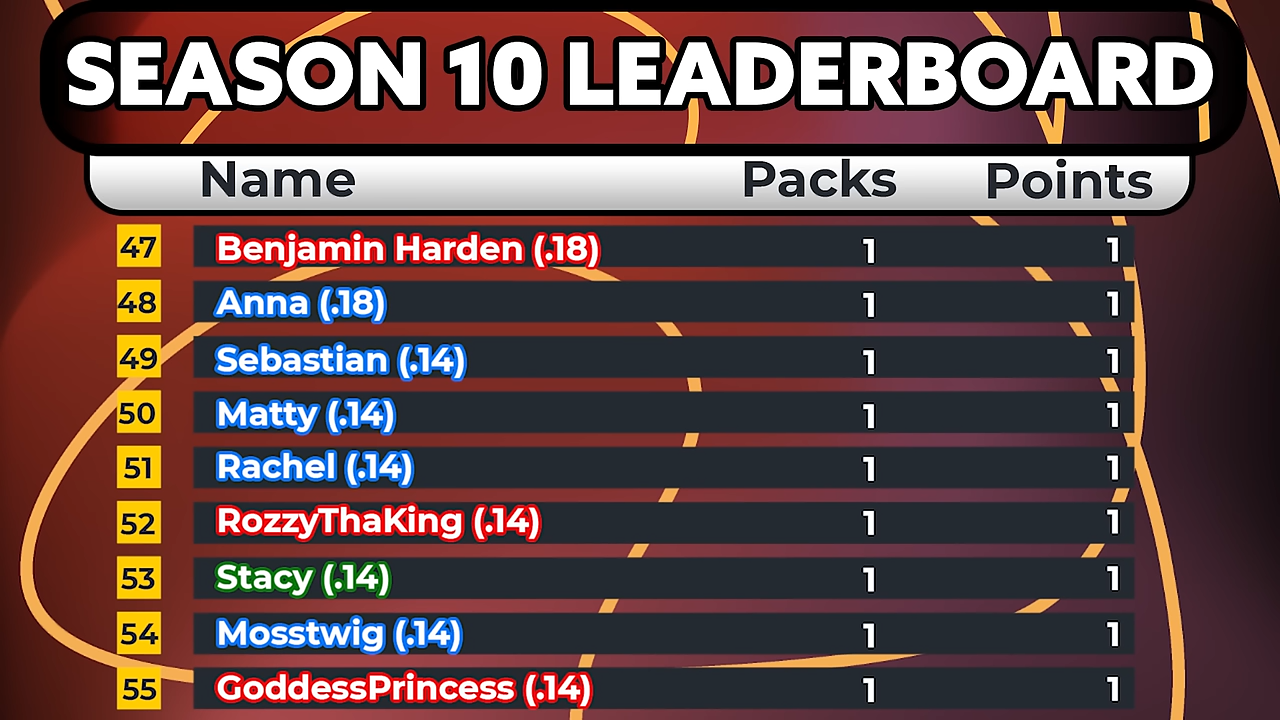 SEASON 10 LEADERBOARD
Name Packs Points
47 Benjamin Harden (.18) 1 1
48 Anna (.18) 1 1
49 Sebastian (.14) 1 1
50 Matty (.14) 1 1
51 Rachel (.14) 1 1
52 RozzyThaKing (.14) 1 1
53 Stacy (.14) 1 1
54 Mosstwig (.14) 1 1
55 GoddessPrincess (.14) 1 1